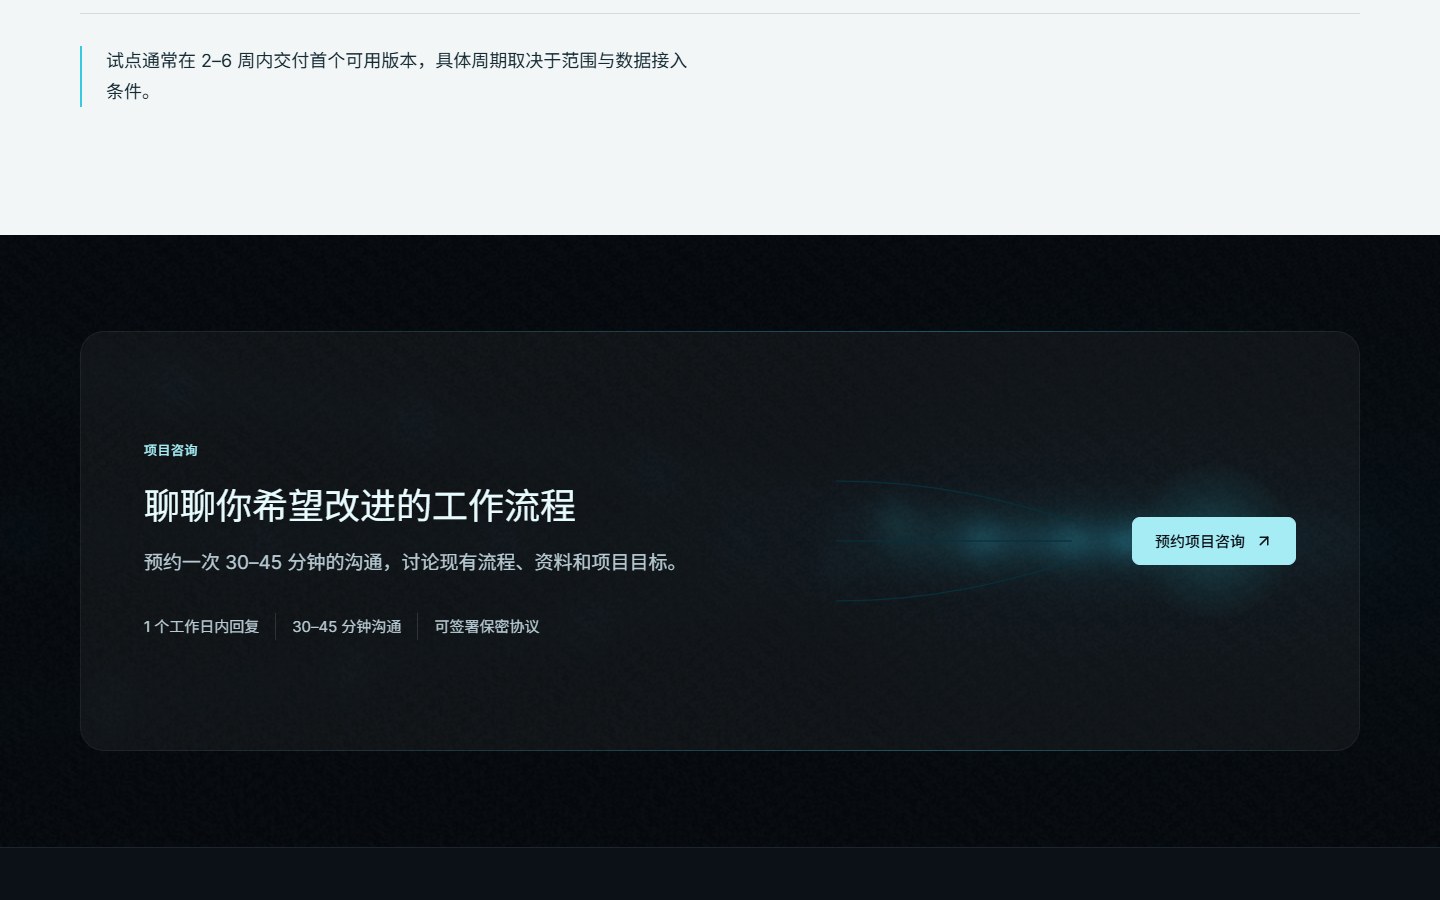 试点通常在 2–6 周内交付首个可用版本，具体周期取决于范围与数据接入
条件。
项目咨询
聊聊你希望改进的工作流程
预约一次 30–45 分钟的沟通，讨论现有流程、资料和项目目标。
1 个工作日内回复
30–45 分钟沟通
可签署保密协议
预约项目咨询